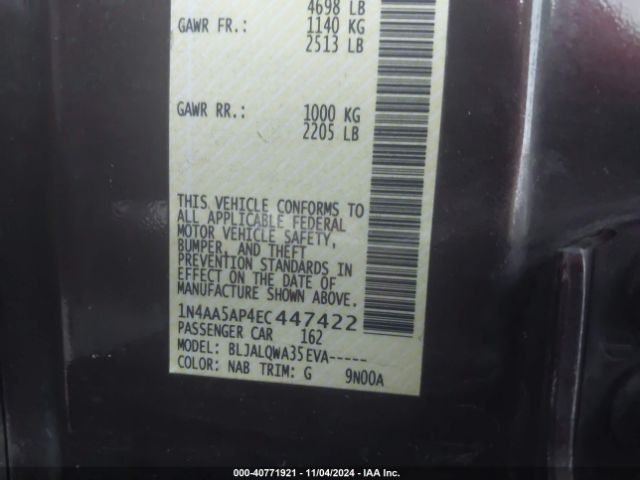 4698 LB
GAWR FR.: 1140 KG
2513 LB
GAWR RR.: 1000 KG
2205 LB
THIS VEHICLE CONFORMS TO
ALL APPLICABLE FEDERAL
MOTOR VEHICLE SAFETY,
BUMPER, AND THEFT
PREVENTION STANDARDS IN
EFFECT ON THE DATE OF
MANUFACTURE SHOWN ABOVE.
1N4AA5AP4EC447422
PASSENGER CAR 162
MODEL: BLJALQWA35EVA-----
COLOR: NAB TRIM: G 9N00A
000-40771921 - 11/04/2024 - IAA Inc.